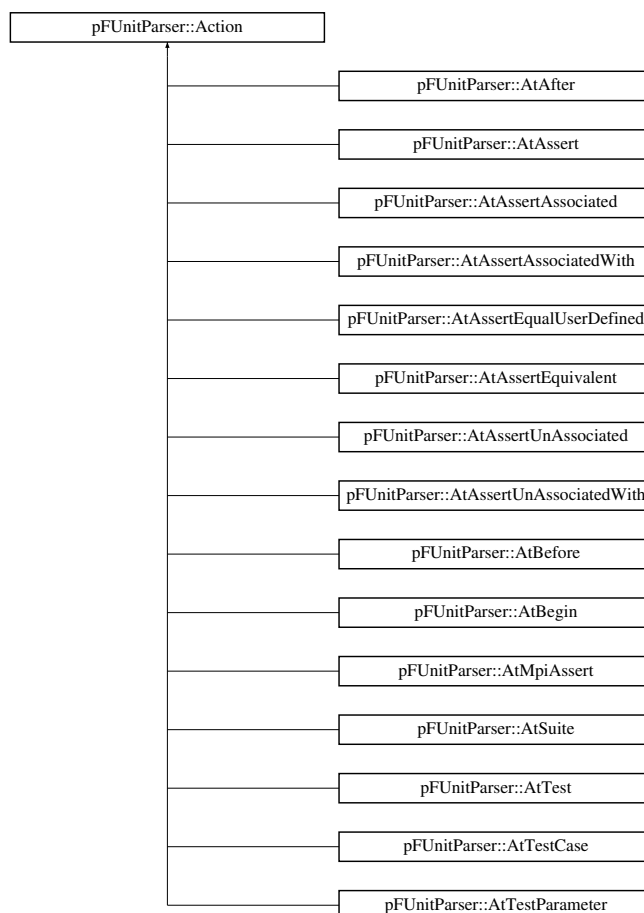 pFUnitParser::Action
pFUnitParser::AtAfter
pFUnitParser::AtAssert
pFUnitParser::AtAssertAssociated
pFUnitParser::AtAssertAssociatedWith
pFUnitParser::AtAssertEqualUserDefined
pFUnitParser::AtAssertEquivalent
pFUnitParser::AtAssertUnAssociated
pFUnitParser::AtAssertUnAssociatedWith
pFUnitParser::AtBefore
pFUnitParser::AtBegin
pFUnitParser::AtMpiAssert
pFUnitParser::AtSuite
pFUnitParser::AtTest
pFUnitParser::AtTestCase
pFUnitParser::AtTestParameter